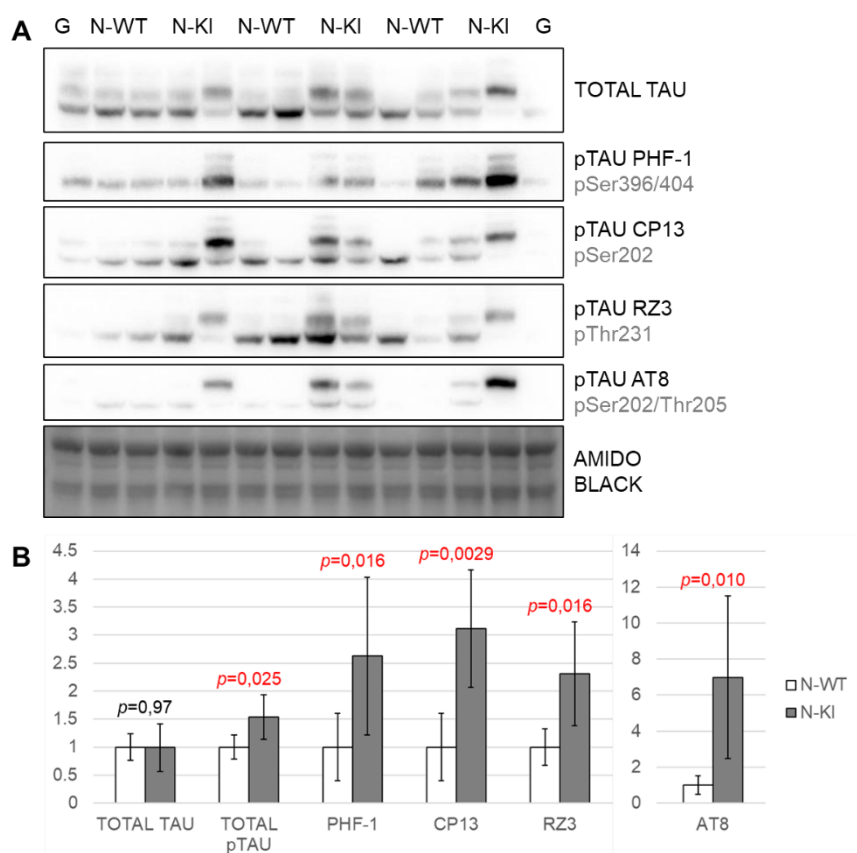 A
G N-WT N-KI N-WT N-KI N-WT N-KI G
TOTAL TAU
pTAU PHF-1
pSer396/404
pTAU CP13
pSer202
pTAU RZ3
pThr231
pTAU AT8
pSer202/Thr205
AMIDO
BLACK
B
4.5
4
3.5
3
2.5
2
1.5
1
0.5
0
p=0,97
p=0,025
p=0,016
p=0,0029
p=0,016
TOTAL TAU
TOTAL
pTAU
PHF-1
CP13
RZ3
14
12
10
8
6
4
2
0
p=0,010
AT8
N-WT
N-KI